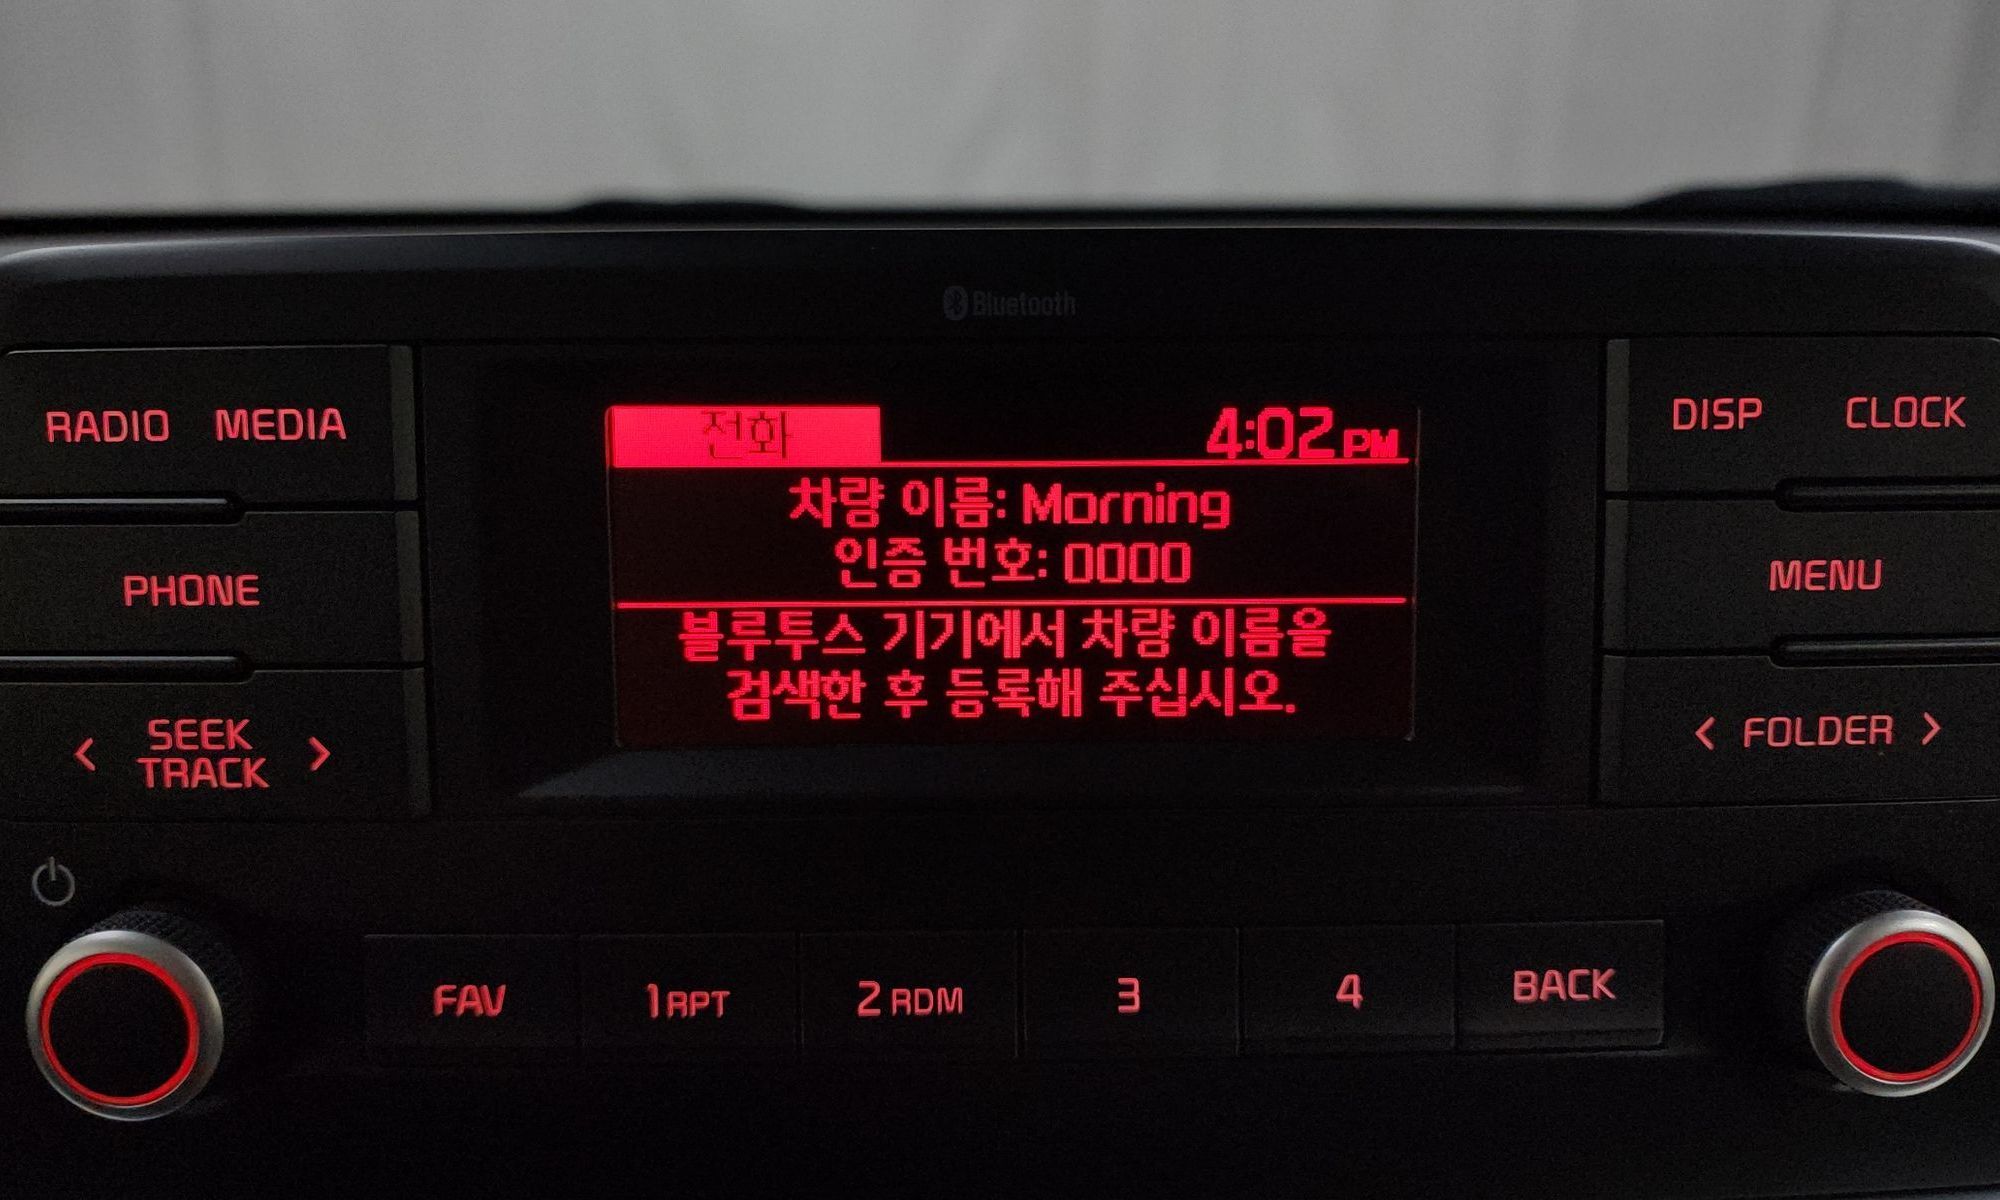 Bluetooth
RADIO MEDIA
PHONE
SEEK
TRACK
전화 4:02 PM
차량 이름: Morning
인증 번호: 0000
블루투스 기기에서 차량 이름을
검색한 후 등록해 주십시오.
DISP CLOCK
MENU
FOLDER
FAV 1 RPT 2 RDM 3 4 BACK